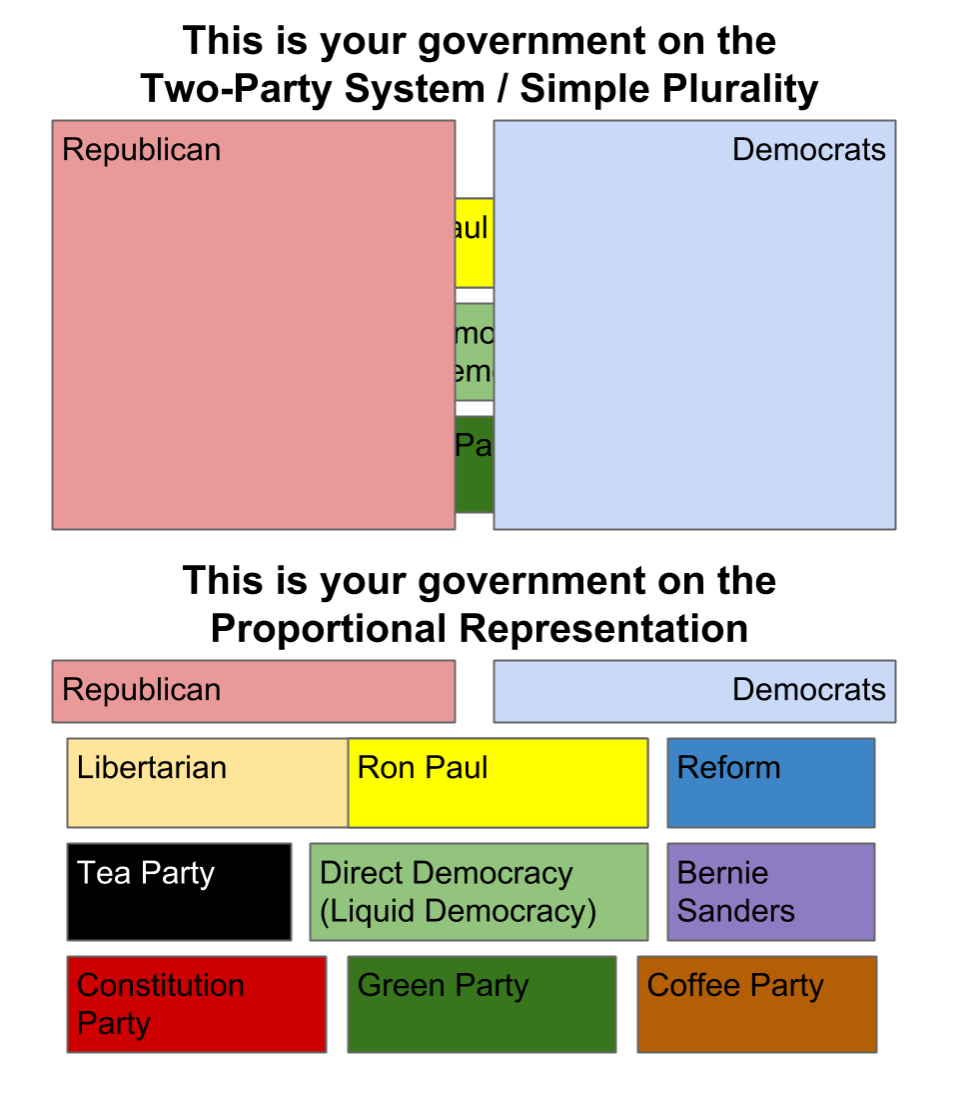 This is your government on the
Two-Party System / Simple Plurality
Republican
Democrats
aul
mo
em
Pa
This is your government on the
Proportional Representation
Republican
Democrats
Libertarian
Ron Paul
Reform
Tea Party
Direct Democracy
(Liquid Democracy)
Bernie
Sanders
Constitution
Party
Green Party
Coffee Party